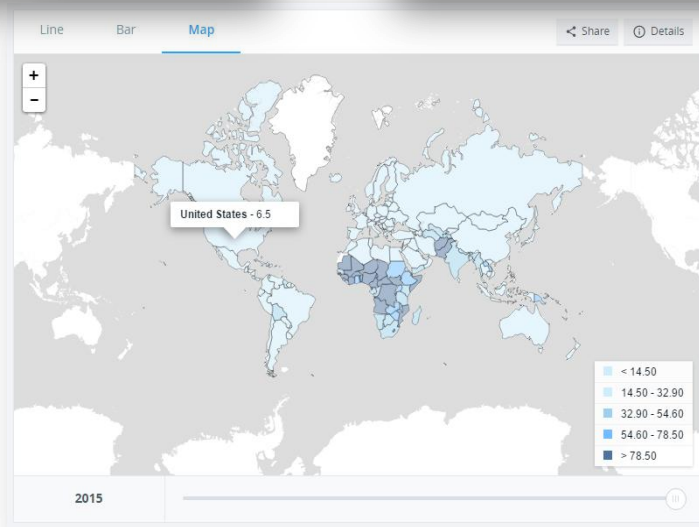 Line Bar Map Share Details
+
−
United States - 6.5
< 14.50
14.50 - 32.90
32.90 - 54.60
54.60 - 78.50
> 78.50
2015